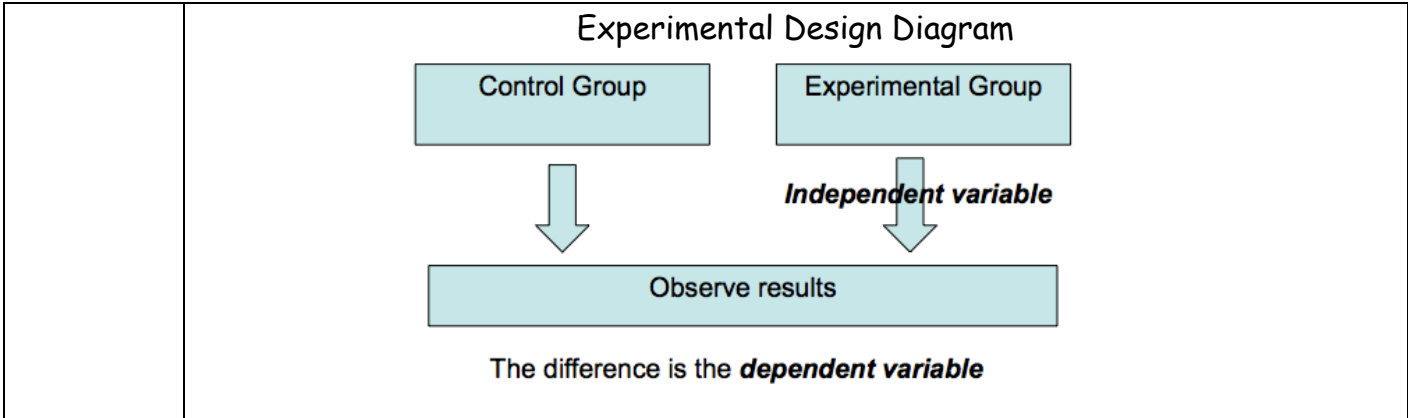 Experimental Design Diagram
Control Group
Experimental Group
Independent variable
Observe results
The difference is the dependent variable